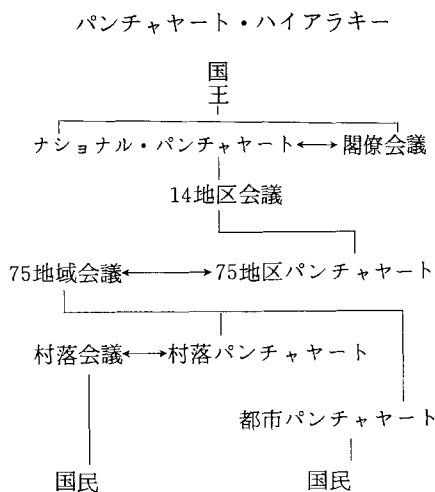 パンチャヤート・ハイアラキー
国王
ナショナル・パンチャヤート↔閣僚会議
14地区会議
75地域会議↔75地区パンチャヤート
村落会議↔村落パンチャヤート
都市パンチャヤート
国民 国民